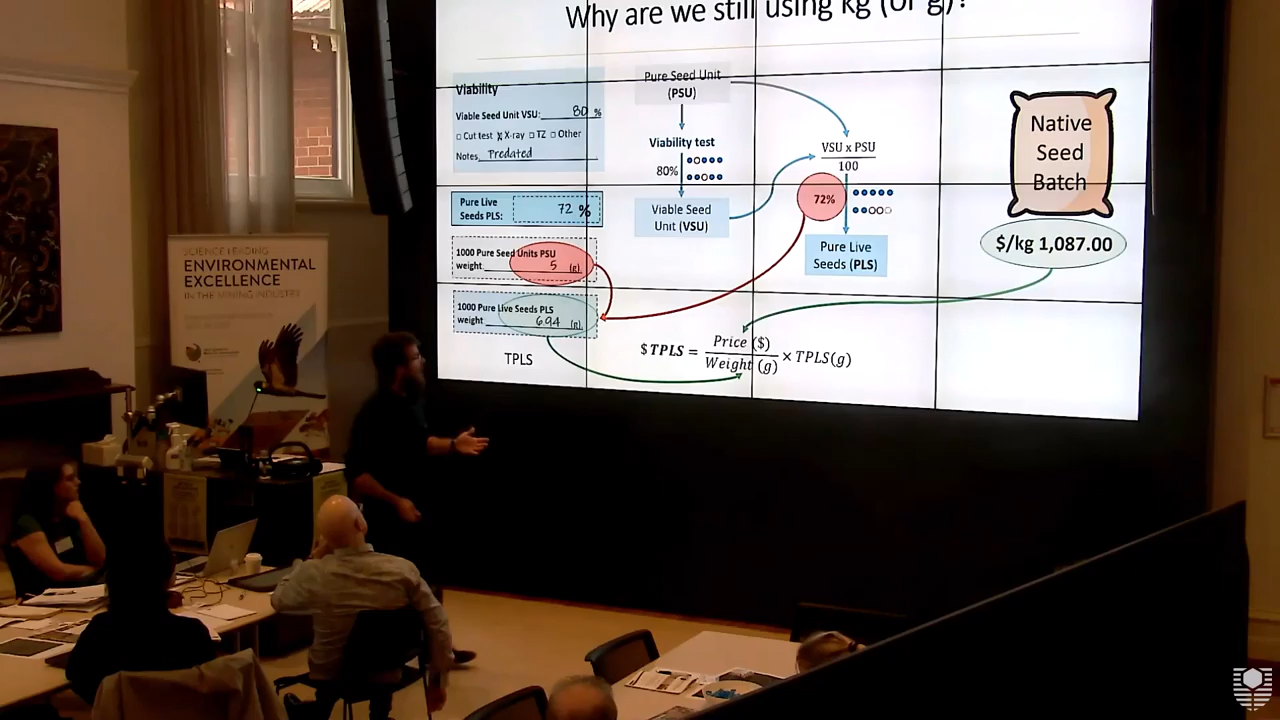 Why are we still using kg (or g)?
Viability
Viable Seed Unit VSU: 80 %
□ Cut test X X-ray □ TZ □ Other
Notes Predated
Pure Live
Seeds PLS: 72 %
1000 Pure Seed Units PSU
weight 5 (g)
1000 Pure Live Seeds PLS
weight 6.94 (g)
TPLS
Pure Seed Unit
(PSU)
Viability test
80%
Viable Seed
Unit (VSU)
VSU x PSU
100
72%
Pure Live
Seeds (PLS)
$TPLS = Price ($) / Weight (g) × TPLS(g)
Native
Seed
Batch
$/kg 1,087.00
SCIENCE LEADING
ENVIRONMENTAL
EXCELLENCE
IN THE MINING INDUSTRY